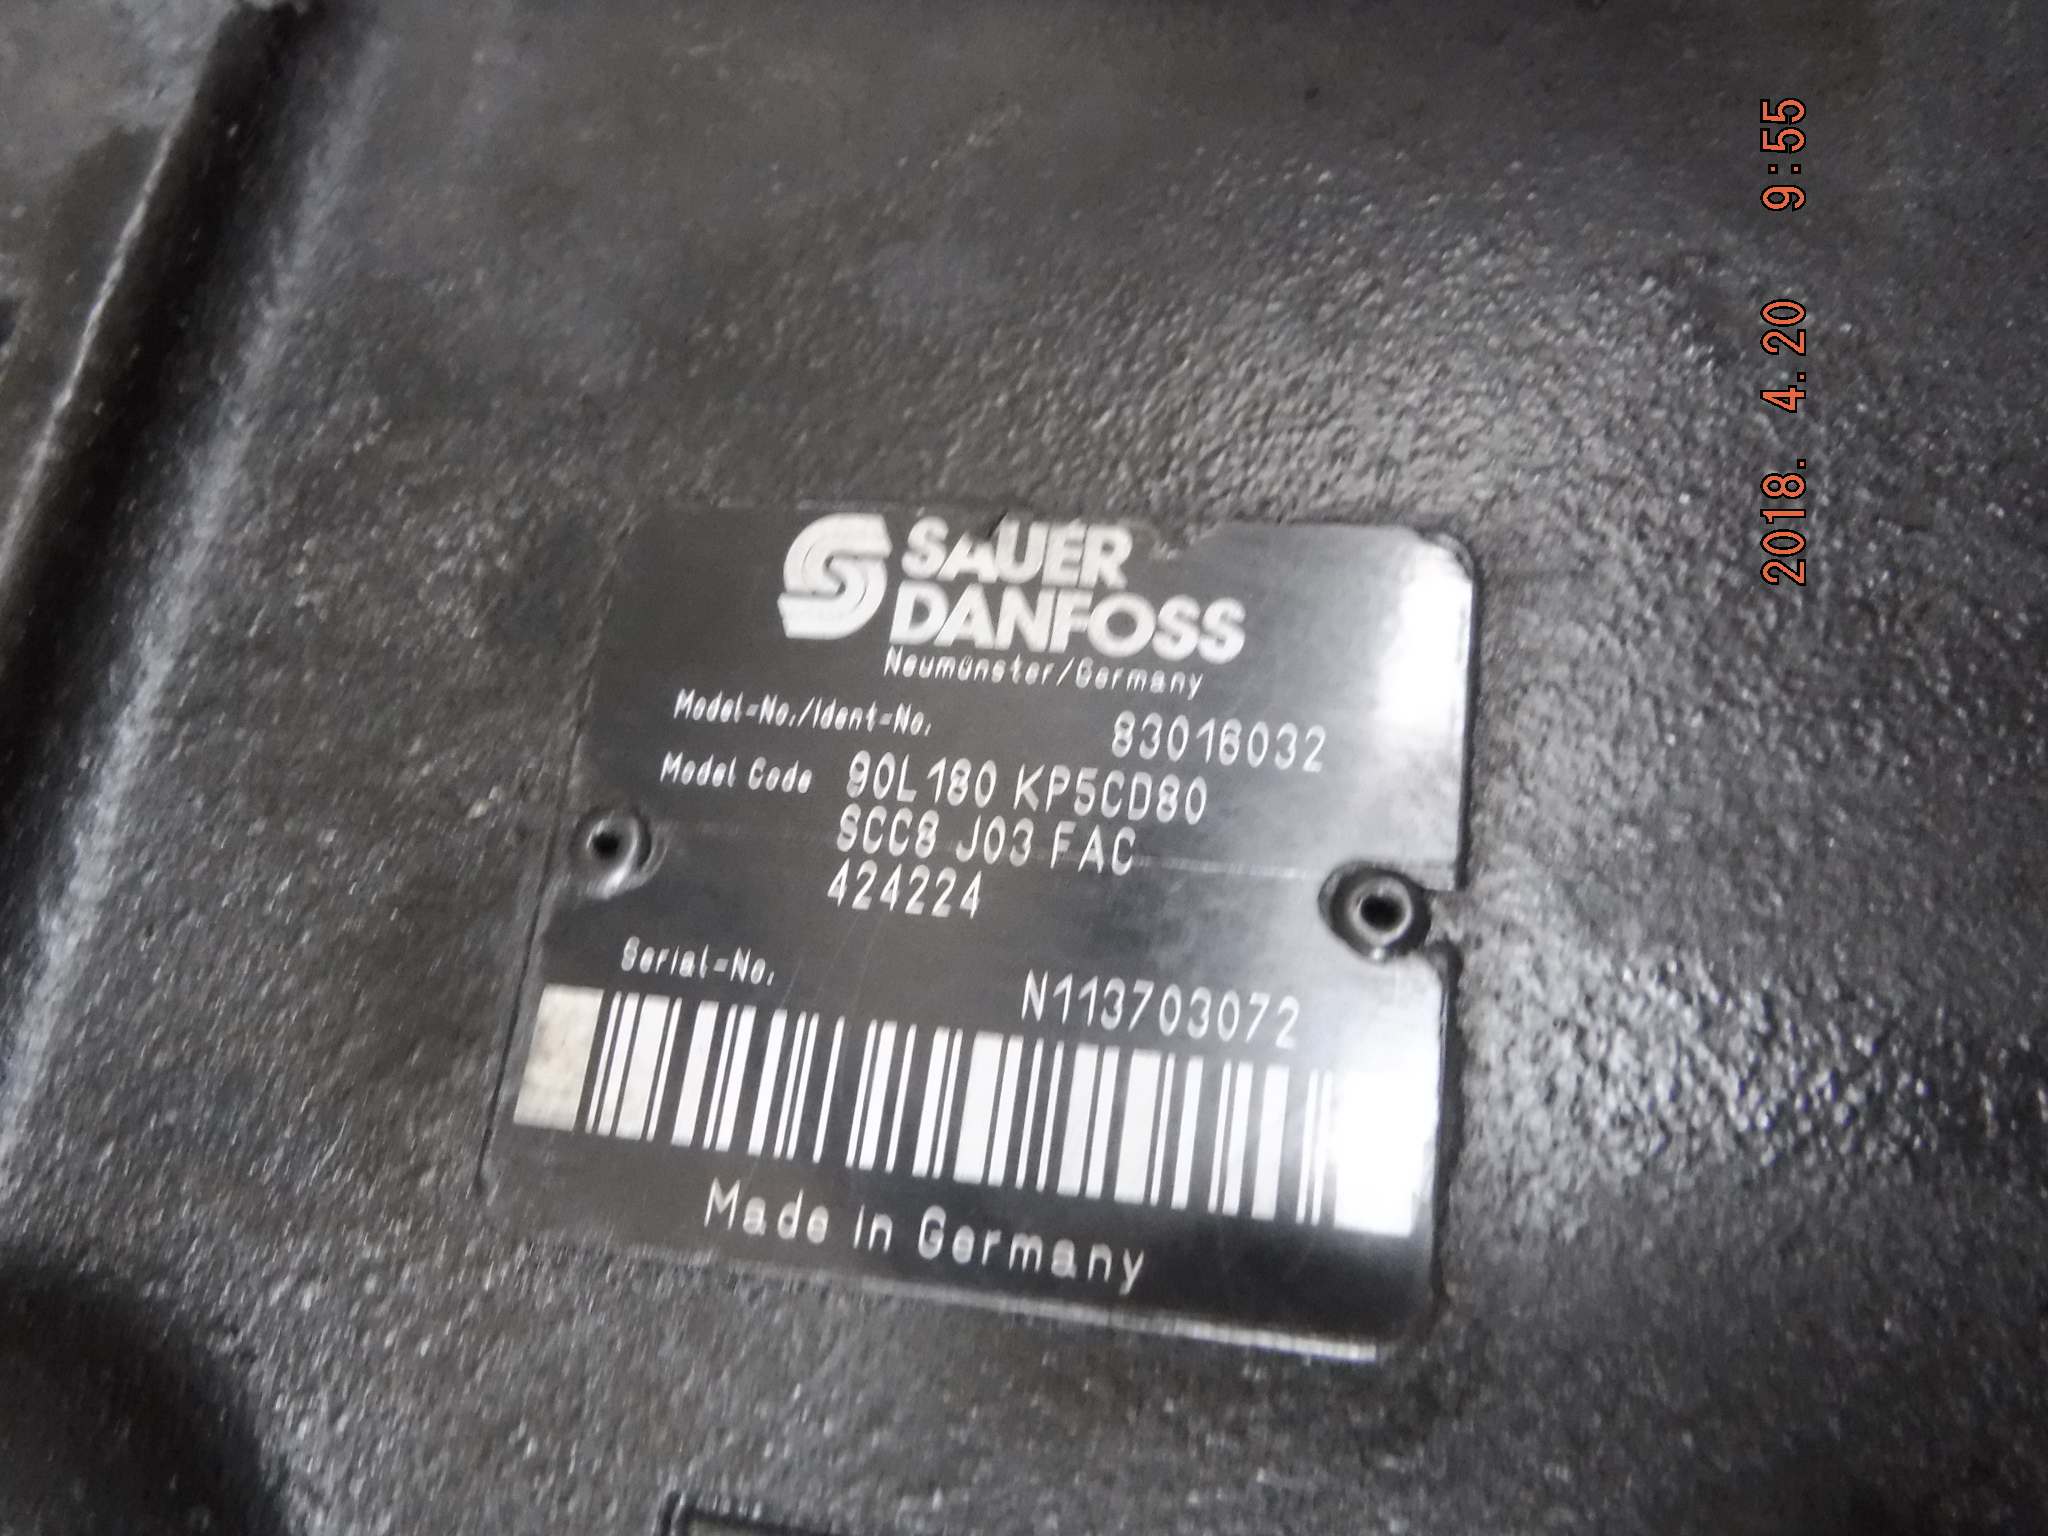 SAUER
DANFOSS
Neumünster/Germany
Model-No./Ident-No. 83016032
Model Code 90L180 KP5CD80
SCC8 J03 FAC
424224
Serial-No. N113703072
Made in Germany
2018. 4.20 9:55